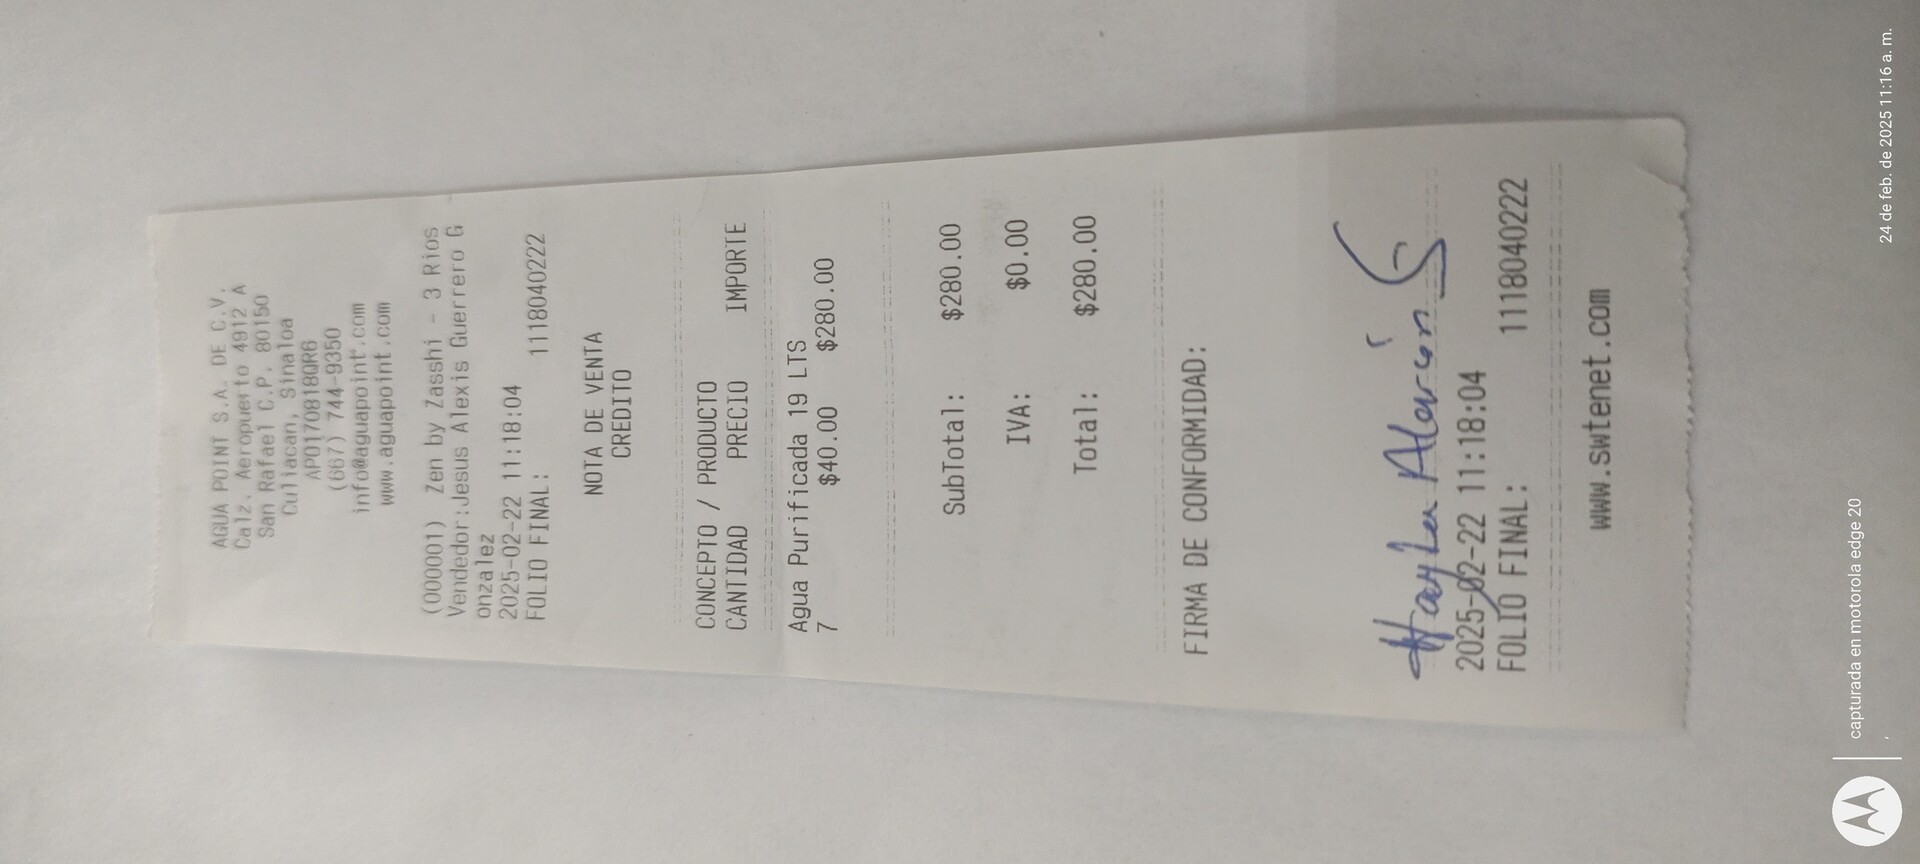 AGUA POINT S.A. DE C.V.
Calz. Aeropuerto 4912 A
San Rafael C.P. 80150
Culiacan, Sinaloa
APO170818QR6
(667) 744-9350
info@aguapoint.com
www.aguapoint.com
(000001) Zen by Zasshi - 3 Rios
Vendedor:Jesus Alexis Guerrero G
onzalez
2025-02-22 11:18:04
FOLIO FINAL: 1118040222
NOTA DE VENTA
CREDITO
CONCEPTO / PRODUCTO
CANTIDAD PRECIO IMPORTE
Agua Purificada 19 LTS
7 $40.00 $280.00
SubTotal: $280.00
IVA: $0.00
Total: $280.00
FIRMA DE CONFORMIDAD:
2025-02-22 11:18:04
FOLIO FINAL: 1118040222
www.swtenet.com
capturada en motorola edge 20
24 de feb. de 2025 11:16 a. m.